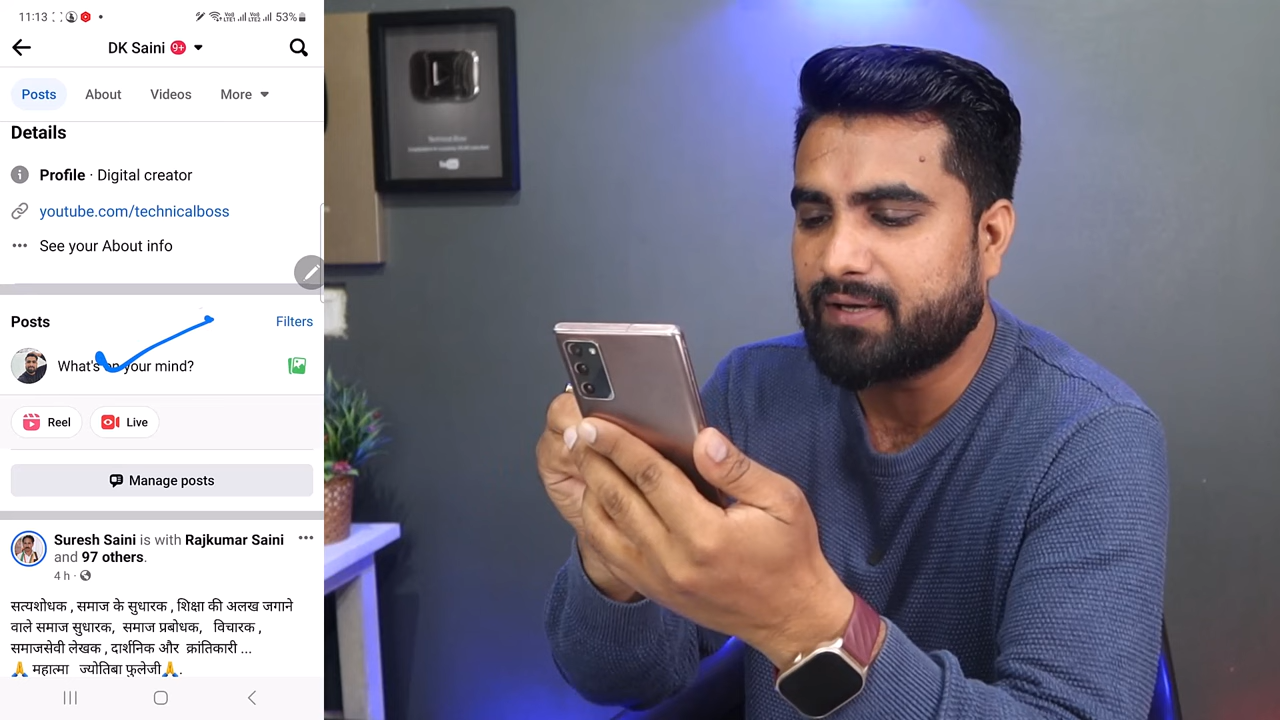 11:13 53%
DK Saini 9+
Posts About Videos More
Details
Profile · Digital creator
youtube.com/technicalboss
See your About info
Posts Filters
What's on your mind?
Reel Live
Manage posts
Suresh Saini is with Rajkumar Saini
and 97 others.
4 h ·
सत्यशोधक , समाज के सुधारक , शिक्षा की अलख जगाने
वाले समाज सुधारक, समाज प्रबोधक, विचारक ,
समाजसेवी लेखक , दार्शनिक और क्रांतिकारी ...
🙏 महात्मा ज्योतिबा फुलेजी🙏.